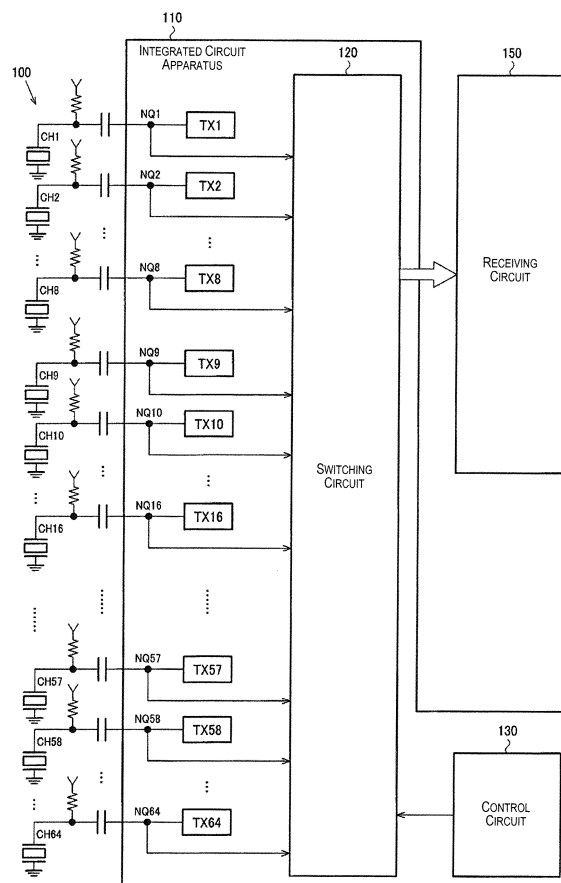 110
INTEGRATED CIRCUIT
APPARATUS
120
150
100
NQ1
TX1
CH1
NQ2
TX2
CH2
NQ8
TX8
CH8
RECEIVING
CIRCUIT
NQ9
TX9
CH9
NQ10
TX10
CH10
SWITCHING
CIRCUIT
NQ16
TX16
CH16
NQ57
TX57
CH57
NQ58
TX58
CH58
130
NQ64
TX64
CH64
CONTROL
CIRCUIT